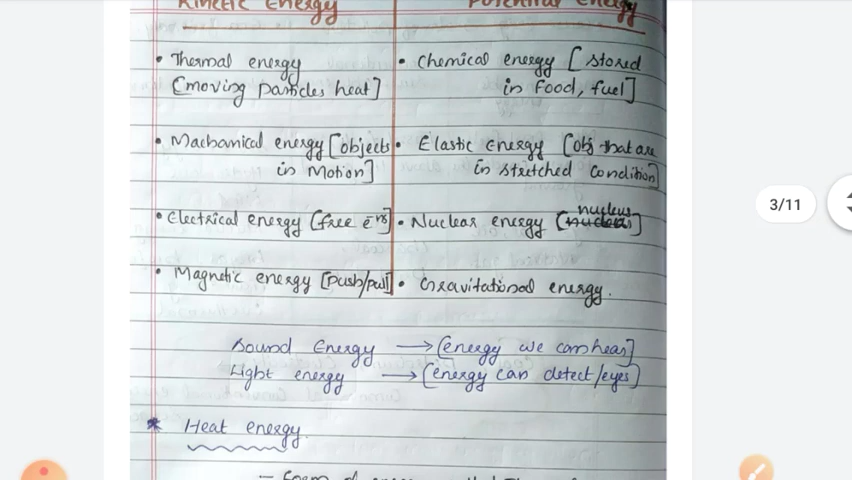 Kinetic Energy
Potential Energy
• Thermal energy
[moving particles heat]
• Chemical energy [stored
in Food, fuel]
• Machanical energy [objects
in Motion]
• Elastic Energy [obj that are
in stretched condition]
• Electrical energy [free e⁻ns]
• Nuclear energy [nucleus]
• Magnetic energy [push/pull]
• Gravitational energy.
Sound Energy → [energy we can hear]
Light energy → [energy can detect/eyes]
* Heat energy.
3/11